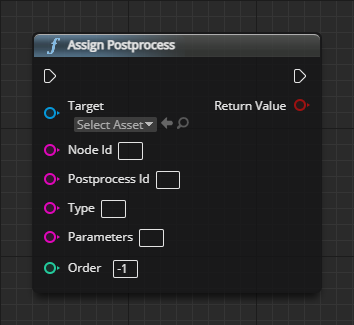 f Assign Postprocess
Target Return Value
Select Asset
Node Id
Postprocess Id
Type
Parameters
Order -1